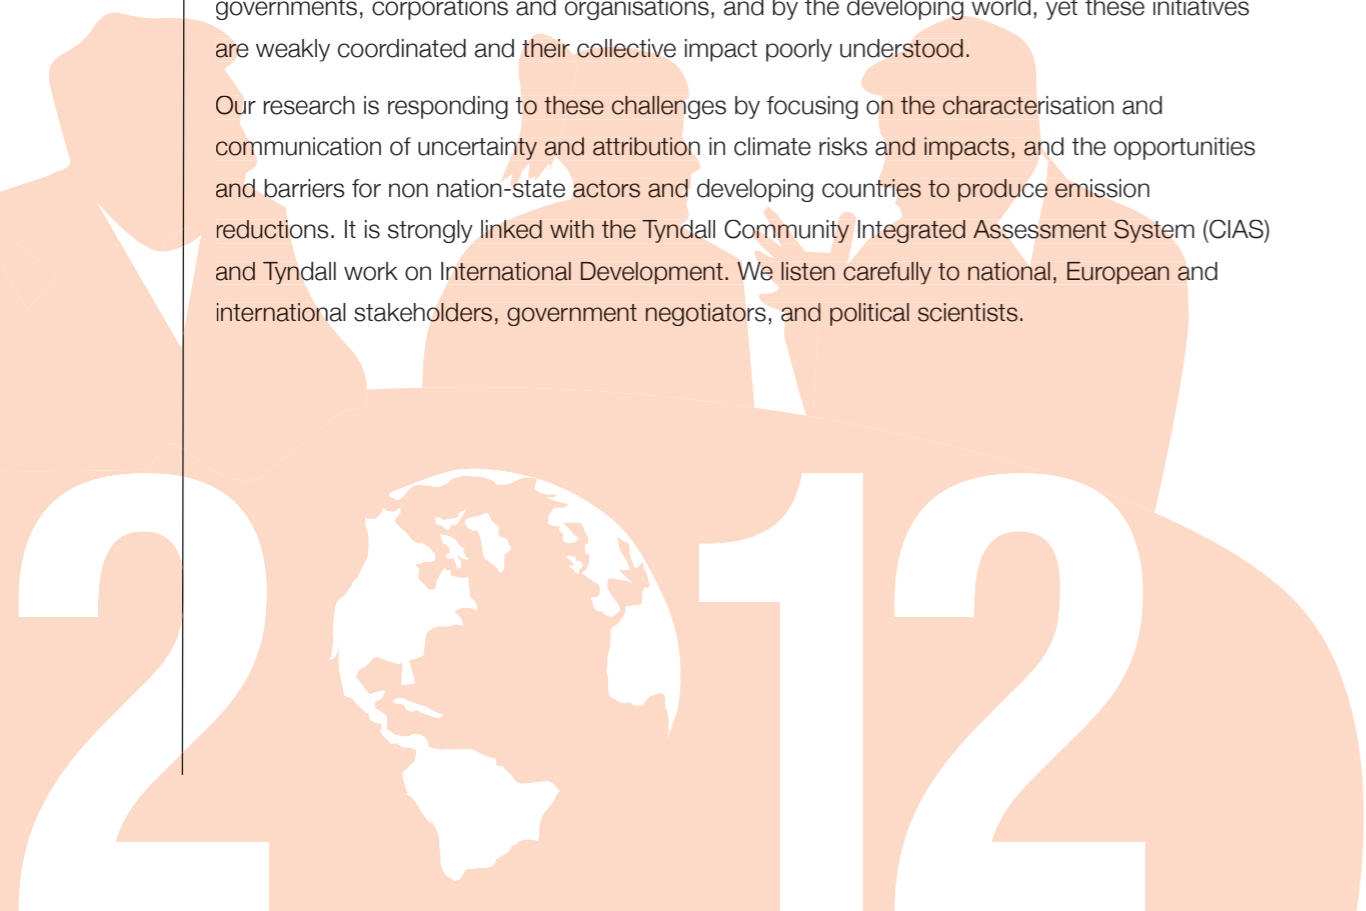 governments, corporations and organisations, and by the developing world, yet these initiatives
are weakly coordinated and their collective impact poorly understood.
Our research is responding to these challenges by focusing on the characterisation and
communication of uncertainty and attribution in climate risks and impacts, and the opportunities
and barriers for non nation-state actors and developing countries to produce emission
reductions. It is strongly linked with the Tyndall Community Integrated Assessment System (CIAS)
and Tyndall work on International Development. We listen carefully to national, European and
international stakeholders, government negotiators, and political scientists.
2012